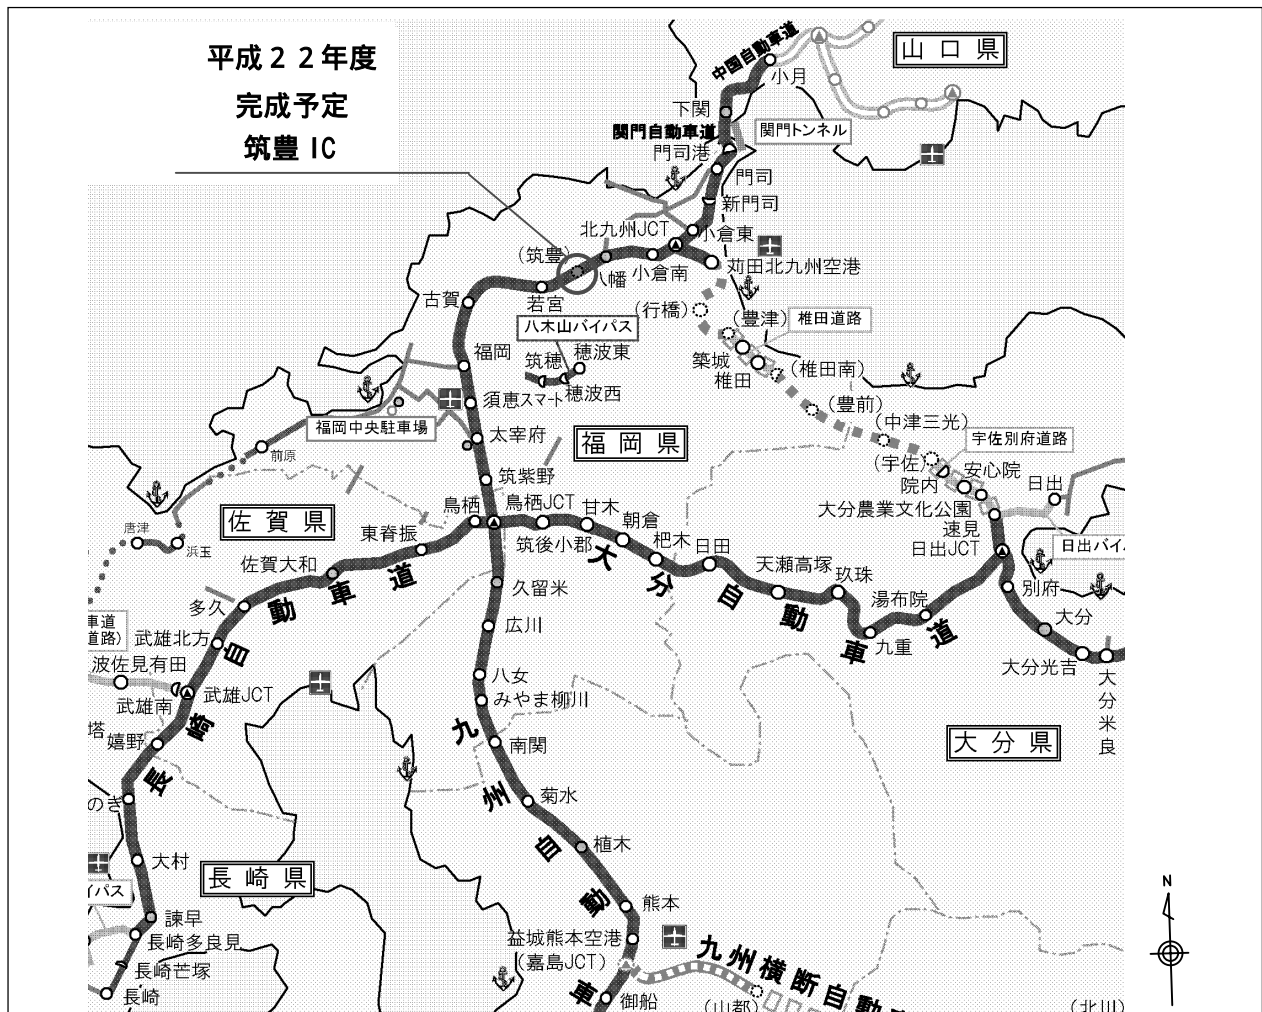 平成２２年度
完成予定
筑豊IC
中国自動車道
山口県
小月
下関
関門自動車道
関門トンネル
門司港
門司
新門司
北九州JCT
小倉東
(筑豊)
八幡
小倉南
苅田北九州空港
古賀
若宮
(行橋)
(豊津)
椎田道路
八木山バイパス
福岡
筑穂
穂波東
穂波西
築城
椎田
(椎田南)
須恵スマート
(豊前)
福岡中央駐車場
太宰府
福岡県
(中津三光)
宇佐別府道路
前原
(宇佐)
安心院
院内
筑紫野
日出
佐賀県
鳥栖
鳥栖JCT
甘木
大分農業文化公園
唐津
浜玉
東脊振
朝倉
速見
筑後小郡
杷木
日田
日出JCT
日出バイパ
佐賀大和
天瀬高塚
玖珠
久留米
別府
多久
湯布院
大分自動車道
車道
道路)
武雄北方
広川
大分
九重
波佐見有田
大分光吉
大分米良
八女
武雄南
武雄JCT
みやま柳川
塔
嬉野
南関
大分県
長崎自動車道
のぎ
菊水
大村
植木
長崎県
イパス
熊本
諫早
長崎多良見
益城熊本空港
(嘉島JCT)
九州横断自動
長崎芒塚
長崎
御船
(山都)
(北川)
九州自動車
N